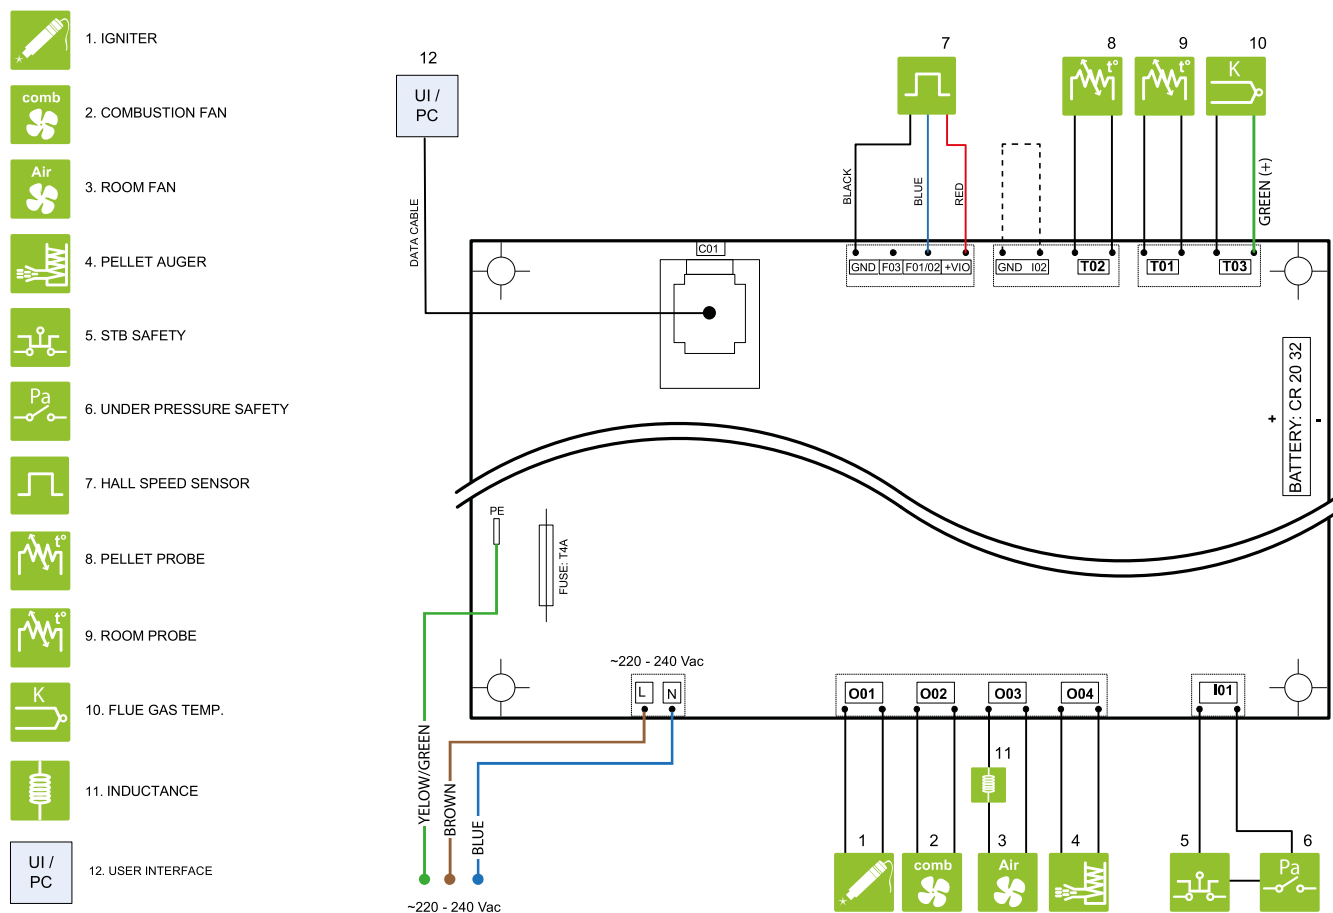 1. IGNITER
comb
2. COMBUSTION FAN
Air
3. ROOM FAN
4. PELLET AUGER
5. STB SAFETY
Pa
6. UNDER PRESSURE SAFETY
7. HALL SPEED SENSOR
t°
8. PELLET PROBE
t°
9. ROOM PROBE
K
10. FLUE GAS TEMP.
11. INDUCTANCE
UI /
PC
12. USER INTERFACE
12
UI /
PC
DATA CABLE
7
8
t°
9
t°
10
K
BLACK
BLUE
RED
GREEN (+)
C01
GND
F03
F01/02
+VIO
GND
I02
T02
T01
T03
BATTERY: CR 20 32
+
-
PE
FUSE: T4A
~220 - 240 Vac
L
N
O01
O02
O03
O04
I01
YELOW/GREEN
BROWN
BLUE
~220 - 240 Vac
11
1
2
comb
3
Air
4
5
6
Pa